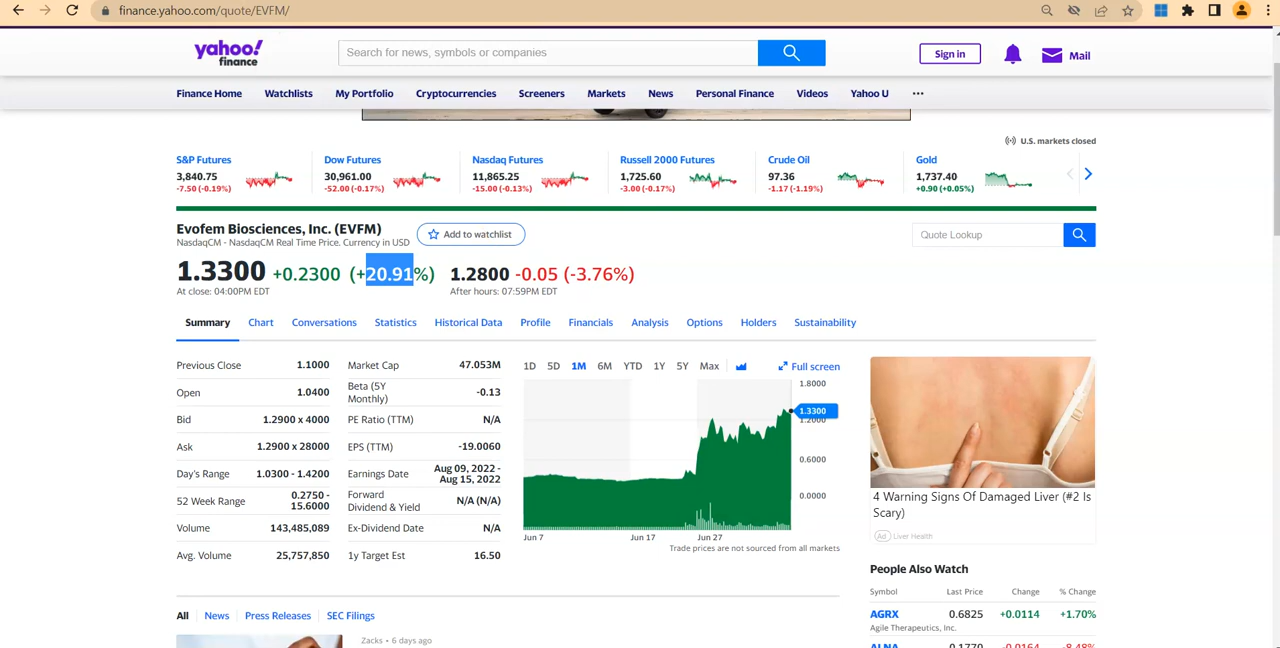 finance.yahoo.com/quote/EVFM/
yahoo!
finance
Search for news, symbols or companies
Sign in
Mail
Finance Home Watchlists My Portfolio Cryptocurrencies Screeners Markets News Personal Finance Videos Yahoo U ...
U.S. markets closed
S&P Futures Dow Futures Nasdaq Futures Russell 2000 Futures Crude Oil Gold
3,840.75 30,961.00 11,865.25 1,725.60 97.36 1,737.40
-7.50 (-0.19%) -52.00 (-0.17%) -15.00 (-0.13%) -3.00 (-0.17%) -1.17 (-1.19%) +0.90 (+0.05%)
Evofem Biosciences, Inc. (EVFM)
Add to watchlist
Quote Lookup
NasdaqCM - NasdaqCM Real Time Price. Currency in USD
1.3300 +0.2300 (+20.91%) 1.2800 -0.05 (-3.76%)
At close: 04:00PM EDT After hours: 07:59PM EDT
Summary Chart Conversations Statistics Historical Data Profile Financials Analysis Options Holders Sustainability
Previous Close 1.1000
Open 1.0400
Bid 1.2900 x 4000
Ask 1.2900 x 28000
Day's Range 1.0300 - 1.4200
52 Week Range 0.2750 -
15.6000
Volume 143,485,089
Avg. Volume 25,757,850
Market Cap 47.053M
Beta (5Y
Monthly) -0.13
PE Ratio (TTM) N/A
EPS (TTM) -19.0060
Earnings Date Aug 09, 2022 -
Aug 15, 2022
Forward
Dividend & Yield N/A (N/A)
Ex-Dividend Date N/A
1y Target Est 16.50
1D 5D 1M 6M YTD 1Y 5Y Max Full screen
1.8000
1.3300
1.2000
0.6000
0.0000
Jun 7 Jun 17 Jun 27
Trade prices are not sourced from all markets
4 Warning Signs Of Damaged Liver (#2 Is
Scary)
Ad Liver Health
People Also Watch
Symbol Last Price Change % Change
AGRX 0.6825 +0.0114 +1.70%
Agile Therapeutics, Inc.
0.1770 -0.0164 -8.48%
All News Press Releases SEC Filings
Zacks • 6 days ago